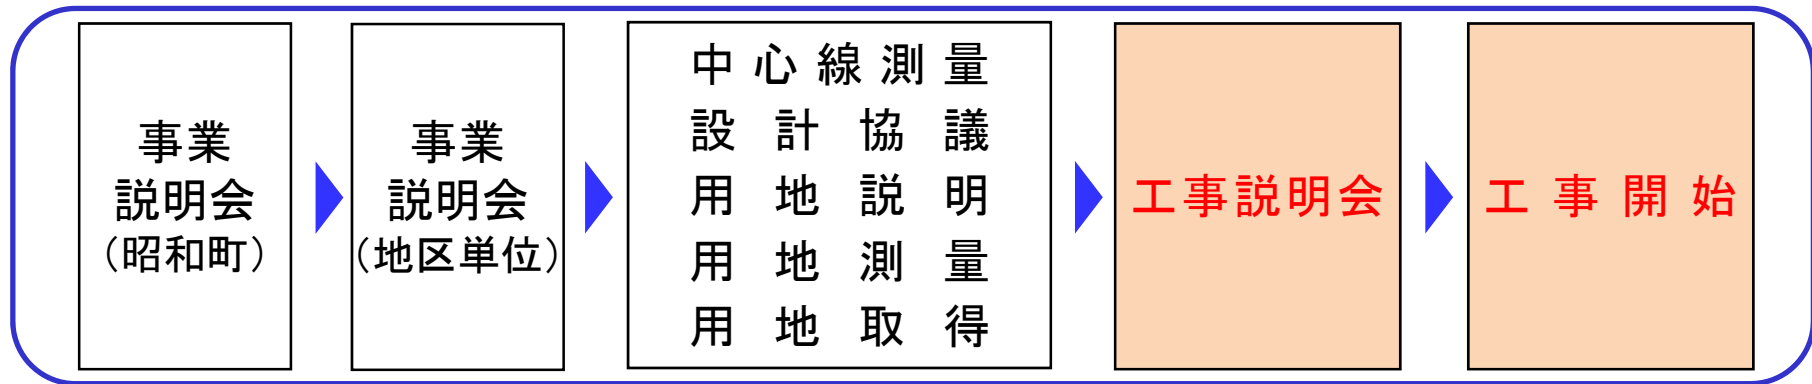 事業
説明会
（昭和町）
事業
説明会
（地区単位）
中心線測量
設計協議
用地説明
用地測量
用地取得
工事説明会
工事開始